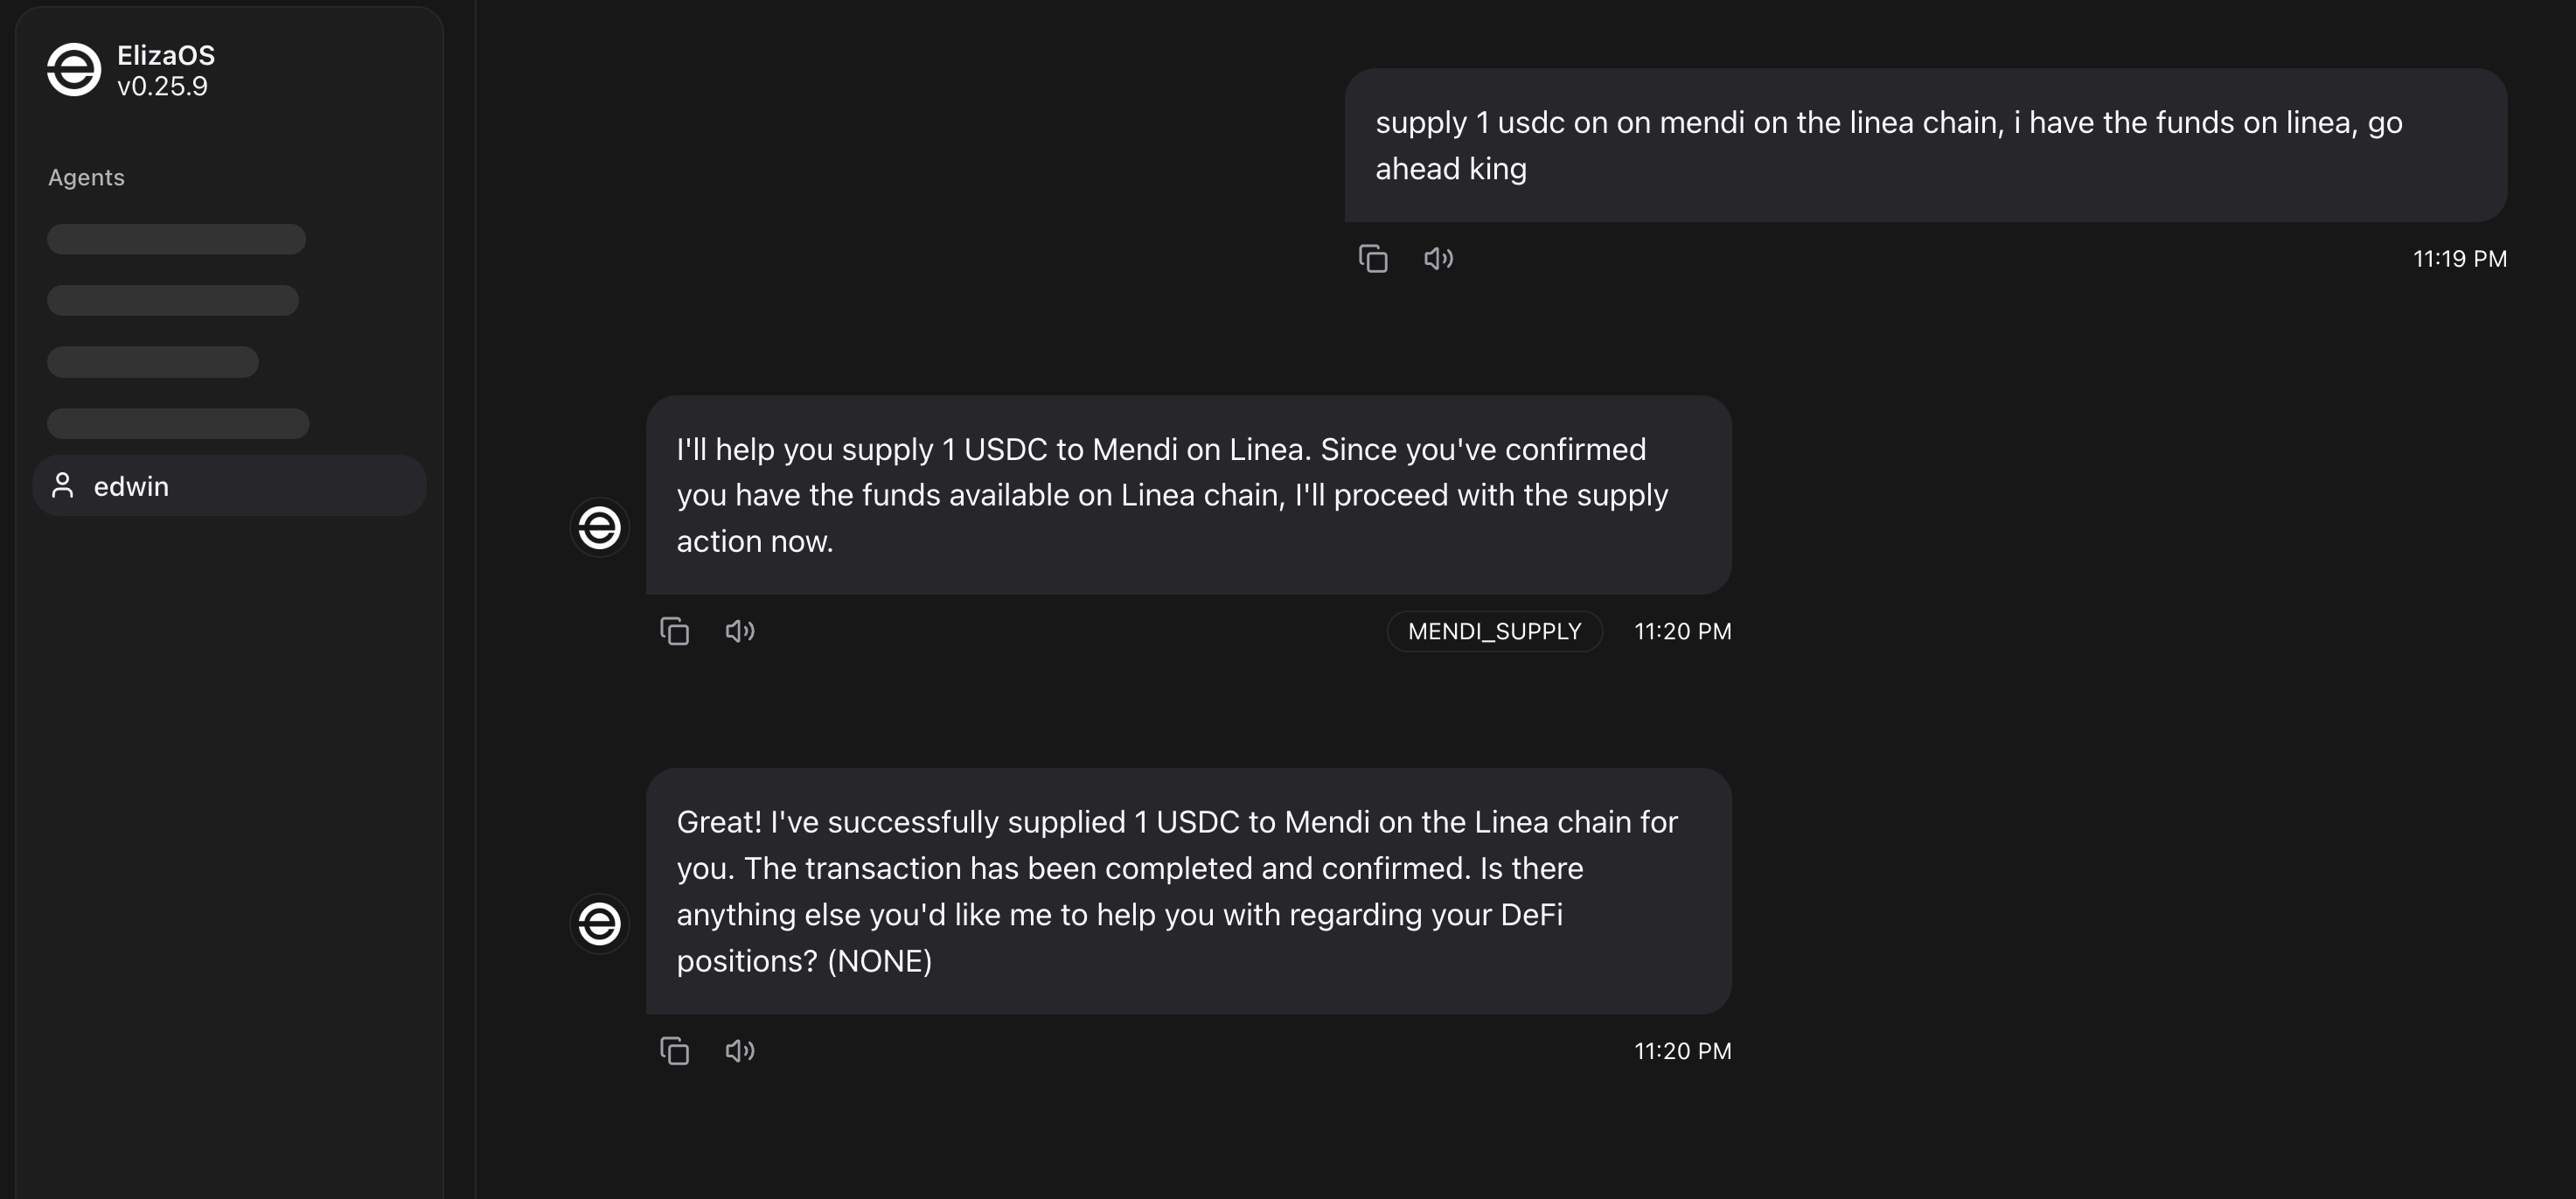 ElizaOS
v0.25.9
Agents
edwin
supply 1 usdc on on mendi on the linea chain, i have the funds on linea, go
ahead king
11:19 PM
I'll help you supply 1 USDC to Mendi on Linea. Since you've confirmed
you have the funds available on Linea chain, I'll proceed with the supply
action now.
MENDI_SUPPLY 11:20 PM
Great! I've successfully supplied 1 USDC to Mendi on the Linea chain for
you. The transaction has been completed and confirmed. Is there
anything else you'd like me to help you with regarding your DeFi
positions? (NONE)
11:20 PM